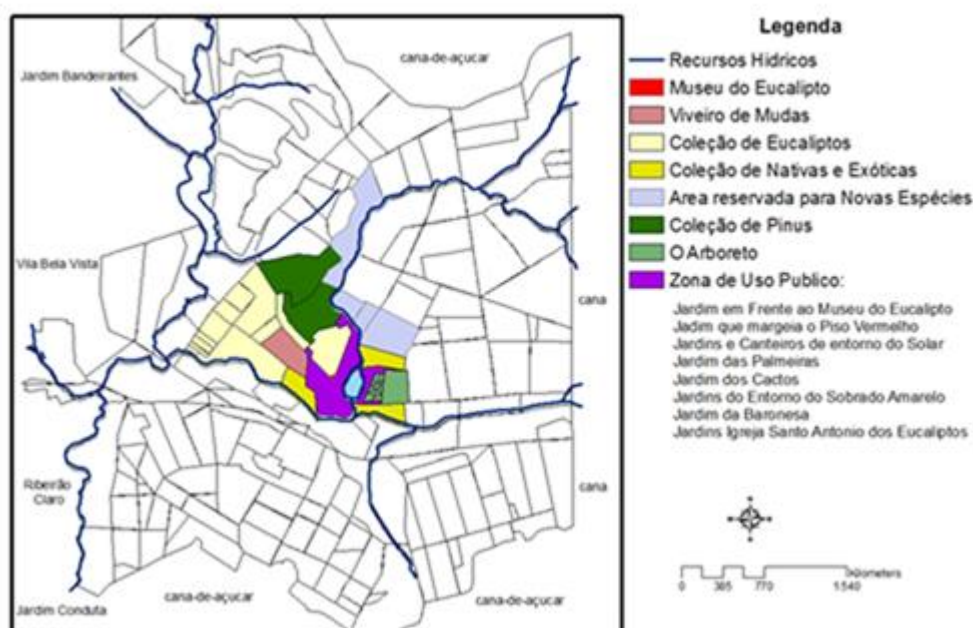 cana-de-açucar
Jardim Bandeirantes
Vila Bela Vista
cana
Ribeirão
Claro
cana
cana-de-açucar
cana-de-açucar
Jardim Conduta
Legenda
Recursos Hídricos
Museu do Eucalipto
Viveiro de Mudas
Coleção de Eucaliptos
Coleção de Nativas e Exóticas
Area reservada para Novas Espécies
Coleção de Pinus
O Arboreto
Zona de Uso Publico:
Jardim em Frente ao Museu do Eucalipto
Jadim que margeia o Piso Vermelho
Jardins e Canteiros de entorno do Solar
Jardim das Palmeiras
Jardim dos Cactos
Jardins do Entorno do Sobrado Amarelo
Jardim da Baronesa
Jardins Igreja Santo Antonio dos Eucaliptos
0 385 770 1.540